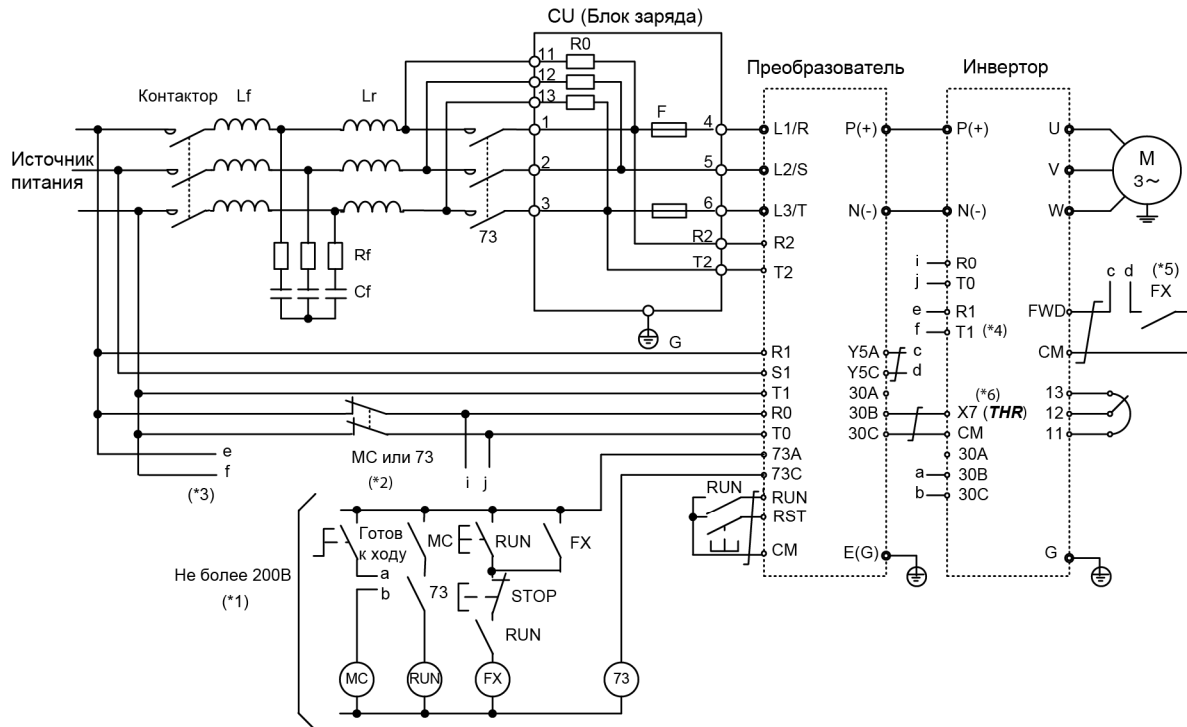 CU (Блок заряда)
11 R0
12
13
Преобразователь Инвертор
Контактор Lf Lr
1 F 4 L1/R P(+) P(+) U
Источник питания
2 5 L2/S V
M
3~
3 6 L3/T N(-) N(-) W
73
R2 R2
T2 T2
Rf
Cf
i R0
j T0
c d (*5)
FX
e R1 FWD
f T1 (*4)
G
R1 Y5A c CM
S1 Y5C d
T1 30A (*6) 13
R0 30B X7 (THR) 12
T0 30C CM 11
e
f
(*3)
MC или 73
(*2)
i j
73A 30A
73C a 30B
b 30C
RUN RUN
RST
CM E(G) G
Готов
к ходу
MC RUN FX
a
b
73 STOP
RUN
Не более 200В
(*1)
MC RUN FX 73